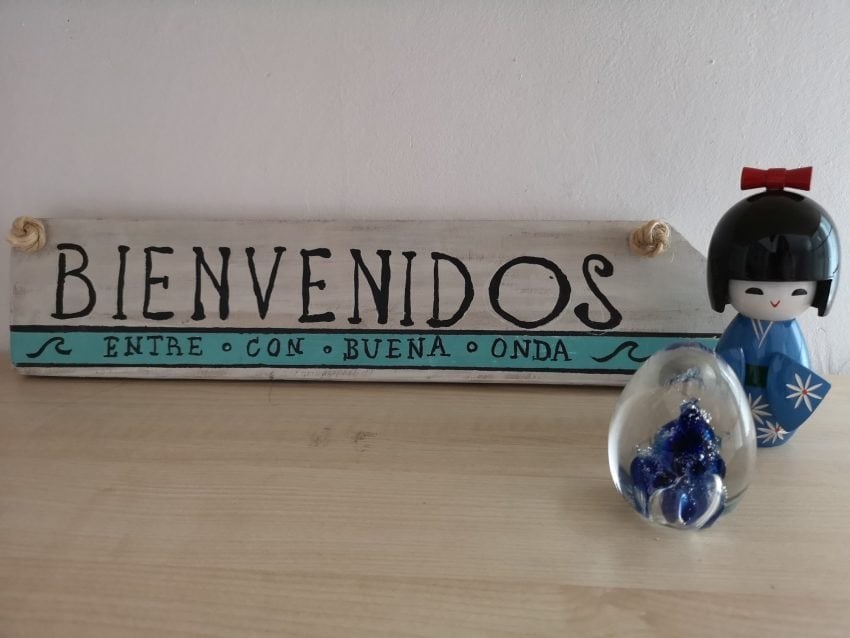 BIENVENIDOS
ENTRE • CON • BUENA • ONDA